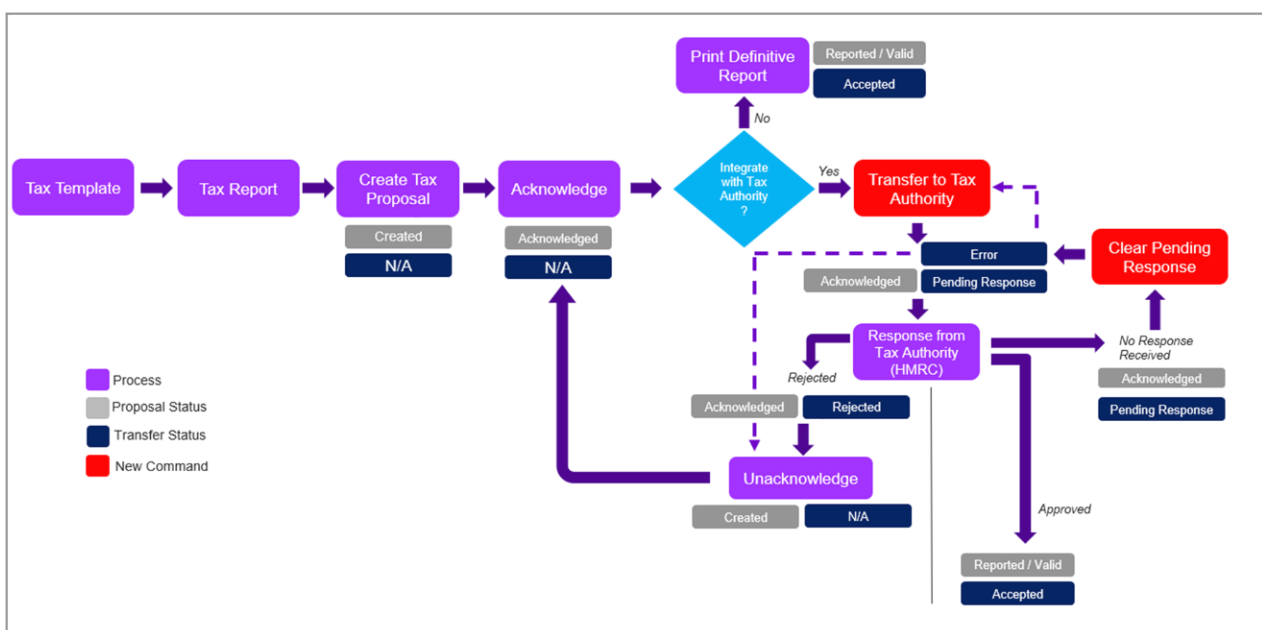 Print Definitive
Report
Reported / Valid
Accepted
No
Tax Template
Tax Report
Create Tax
Proposal
Acknowledge
Integrate
with Tax
Authority
?
Yes
Transfer to Tax
Authority
Created
N/A
Acknowledged
N/A
Error
Acknowledged
Pending Response
Clear Pending
Response
Response from
Tax Authority
(HMRC)
No Response
Received
Acknowledged
Pending Response
Rejected
Acknowledged
Rejected
Process
Proposal Status
Transfer Status
New Command
Unacknowledge
Created
N/A
Approved
Reported / Valid
Accepted